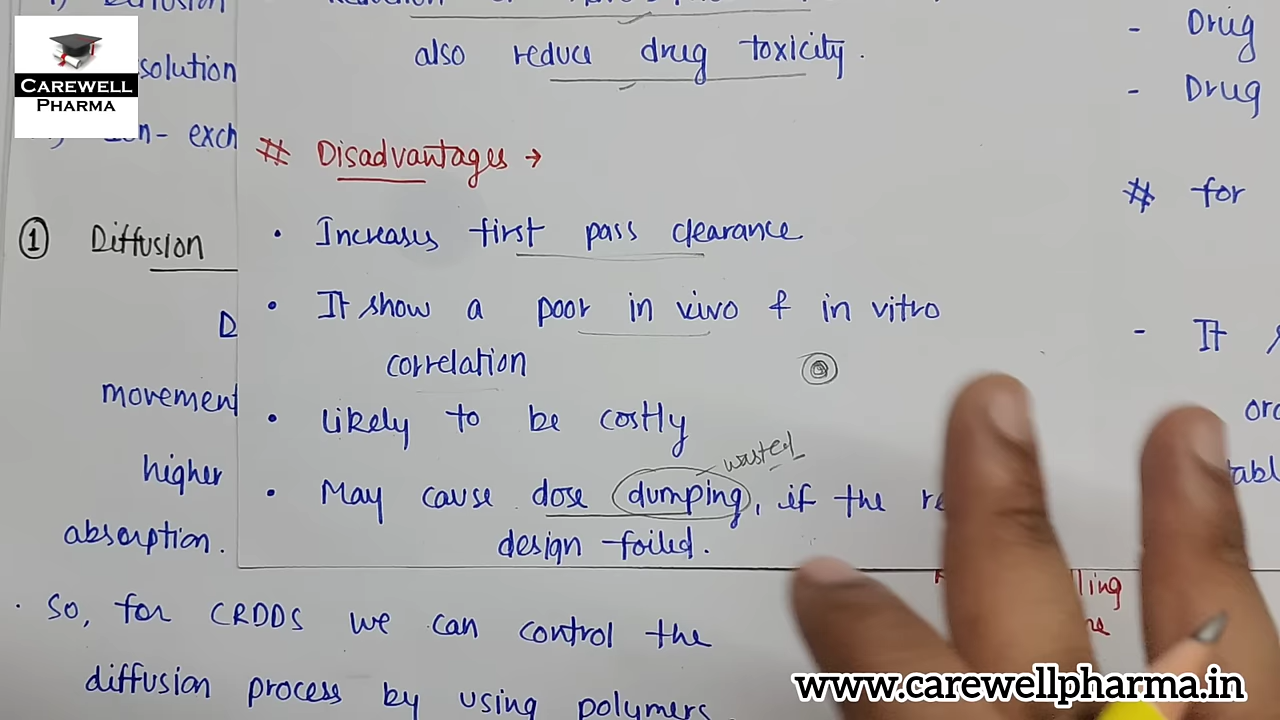 CAREWELL
PHARMA
also reduce drug toxicity.
# Disadvantages →
• Increases first pass clearance
• It show a poor in vivo & in vitro
correlation
• Likely to be costly
wasted
• May cause dose dumping, if the
design foiled.
① Diffusion
movement
higher
absorption.
• So, for CRDDS we can control the
diffusion process by using polymers.
- Drug
- Drug
# for
- It
www.carewellpharma.in